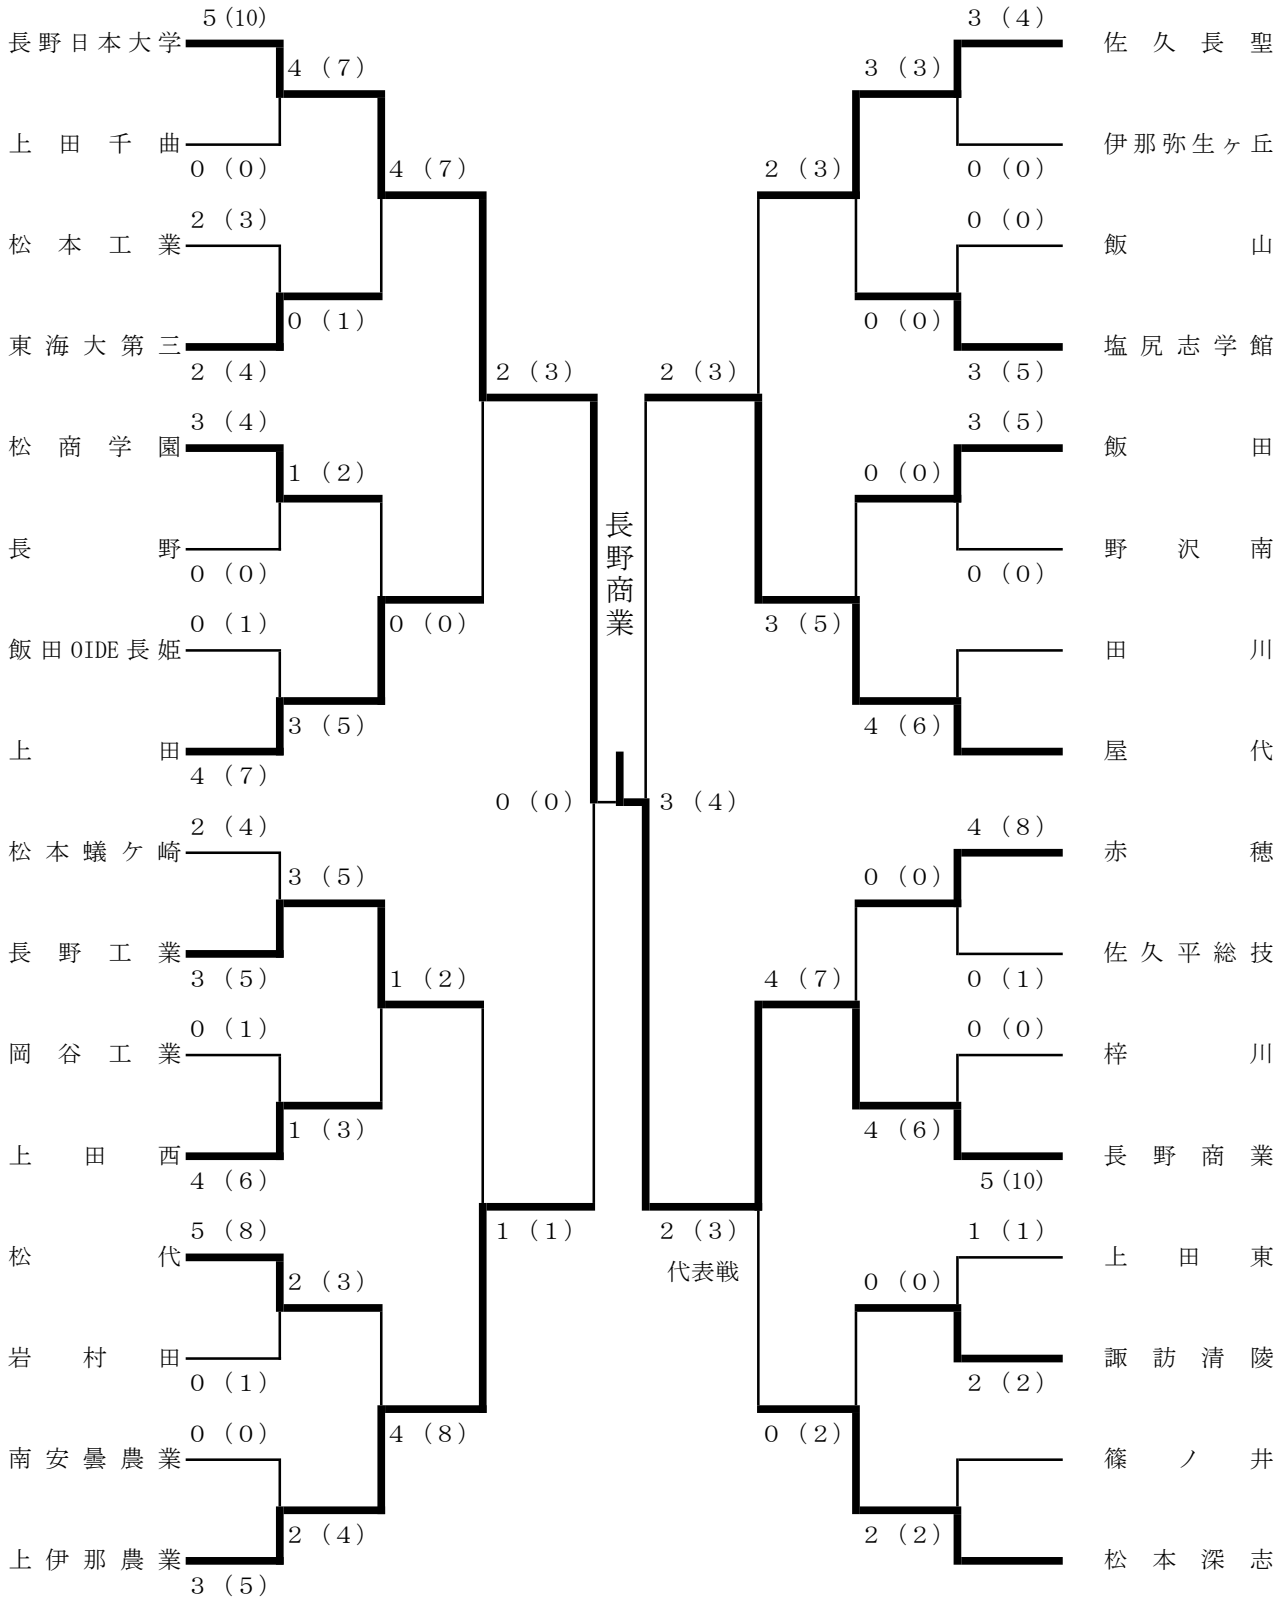 5 (10)
長野日本大学
4 (7)
上田千曲
0 (0)
4 (7)
2 (3)
松本工業
0 (1)
東海大第三
2 (4)
2 (3)
3 (4)
松商学園
1 (2)
長野
0 (0)
0 (0)
0 (1)
飯田OIDE長姫
3 (5)
上田
4 (7)
0 (0)
2 (4)
松本蟻ケ崎
3 (5)
長野工業
3 (5)
1 (2)
0 (1)
岡谷工業
1 (3)
上田西
4 (6)
1 (1)
5 (8)
松代
2 (3)
岩村田
0 (1)
4 (8)
0 (0)
南安曇農業
2 (4)
上伊那農業
3 (5)
長野商業
3 (4)
佐久長聖
3 (3)
伊那弥生ヶ丘
0 (0)
2 (3)
0 (0)
飯山
0 (0)
塩尻志学館
3 (5)
2 (3)
3 (5)
飯田
0 (0)
野沢南
0 (0)
3 (5)
田川
4 (6)
屋代
3 (4)
4 (8)
赤穂
0 (0)
佐久平総技
0 (1)
4 (7)
0 (0)
梓川
4 (6)
長野商業
5 (10)
2 (3)
代表戦
1 (1)
上田東
0 (0)
諏訪清陵
2 (2)
0 (2)
篠ノ井
2 (2)
松本深志